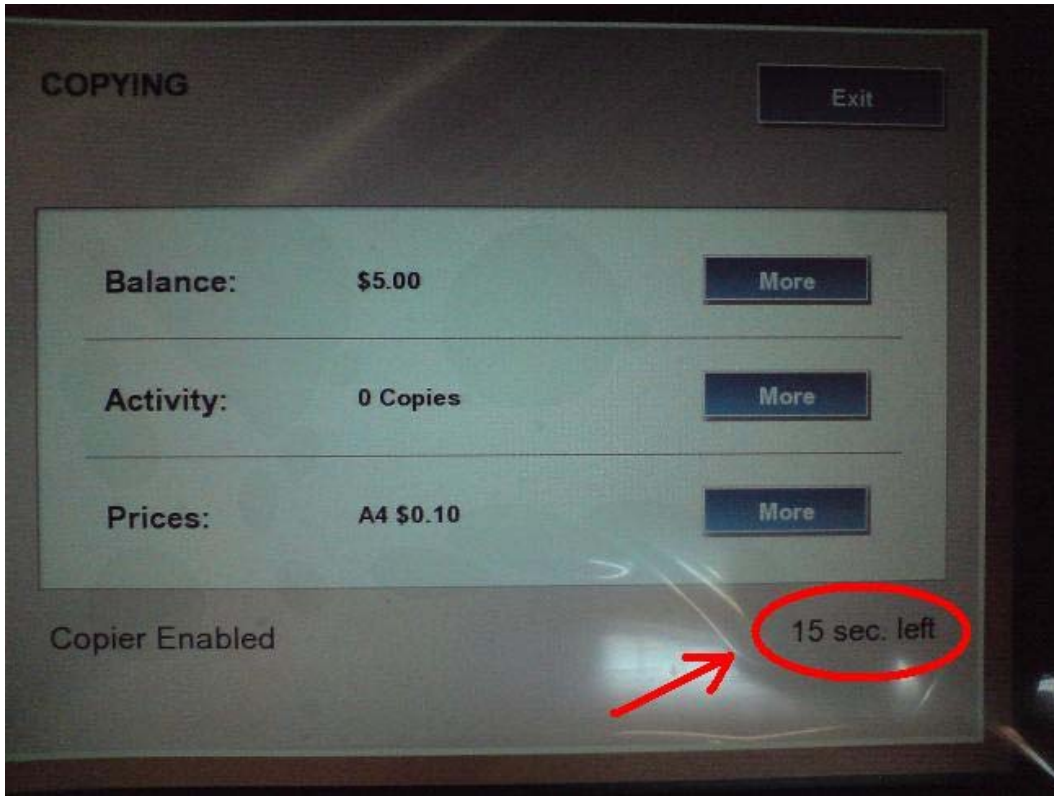 COPYING
Exit
Balance: $5.00 More
Activity: 0 Copies More
Prices: A4 $0.10 More
Copier Enabled 15 sec. left